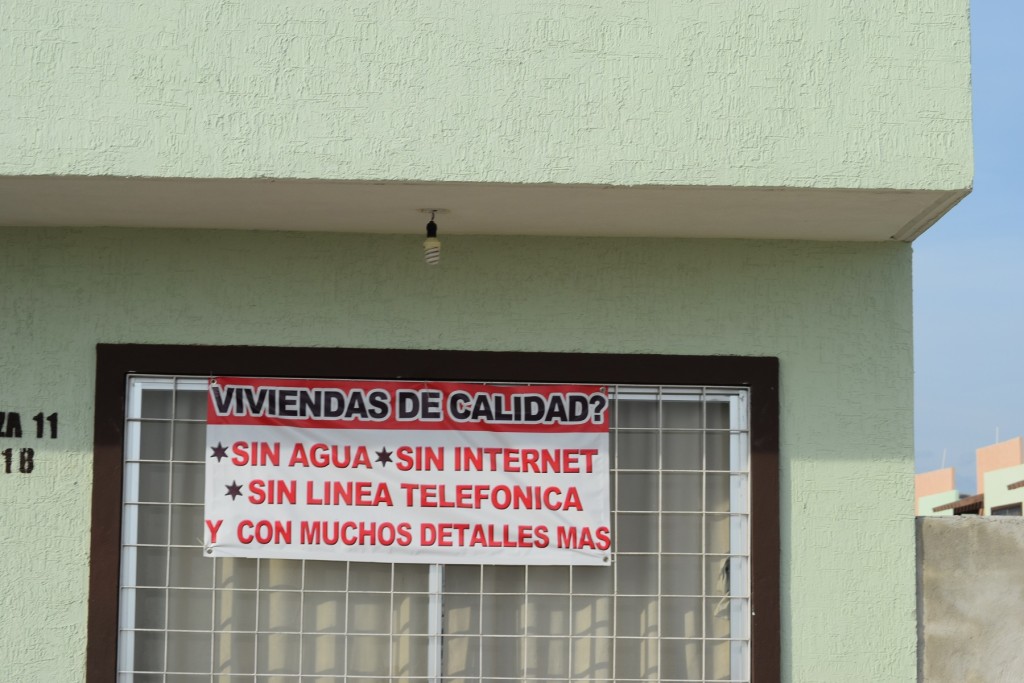 VIVIENDAS DE CALIDAD?
*SIN AGUA*SIN INTERNET
*SIN LINEA TELEFONICA
Y CON MUCHOS DETALLES MAS
ZA 11
18